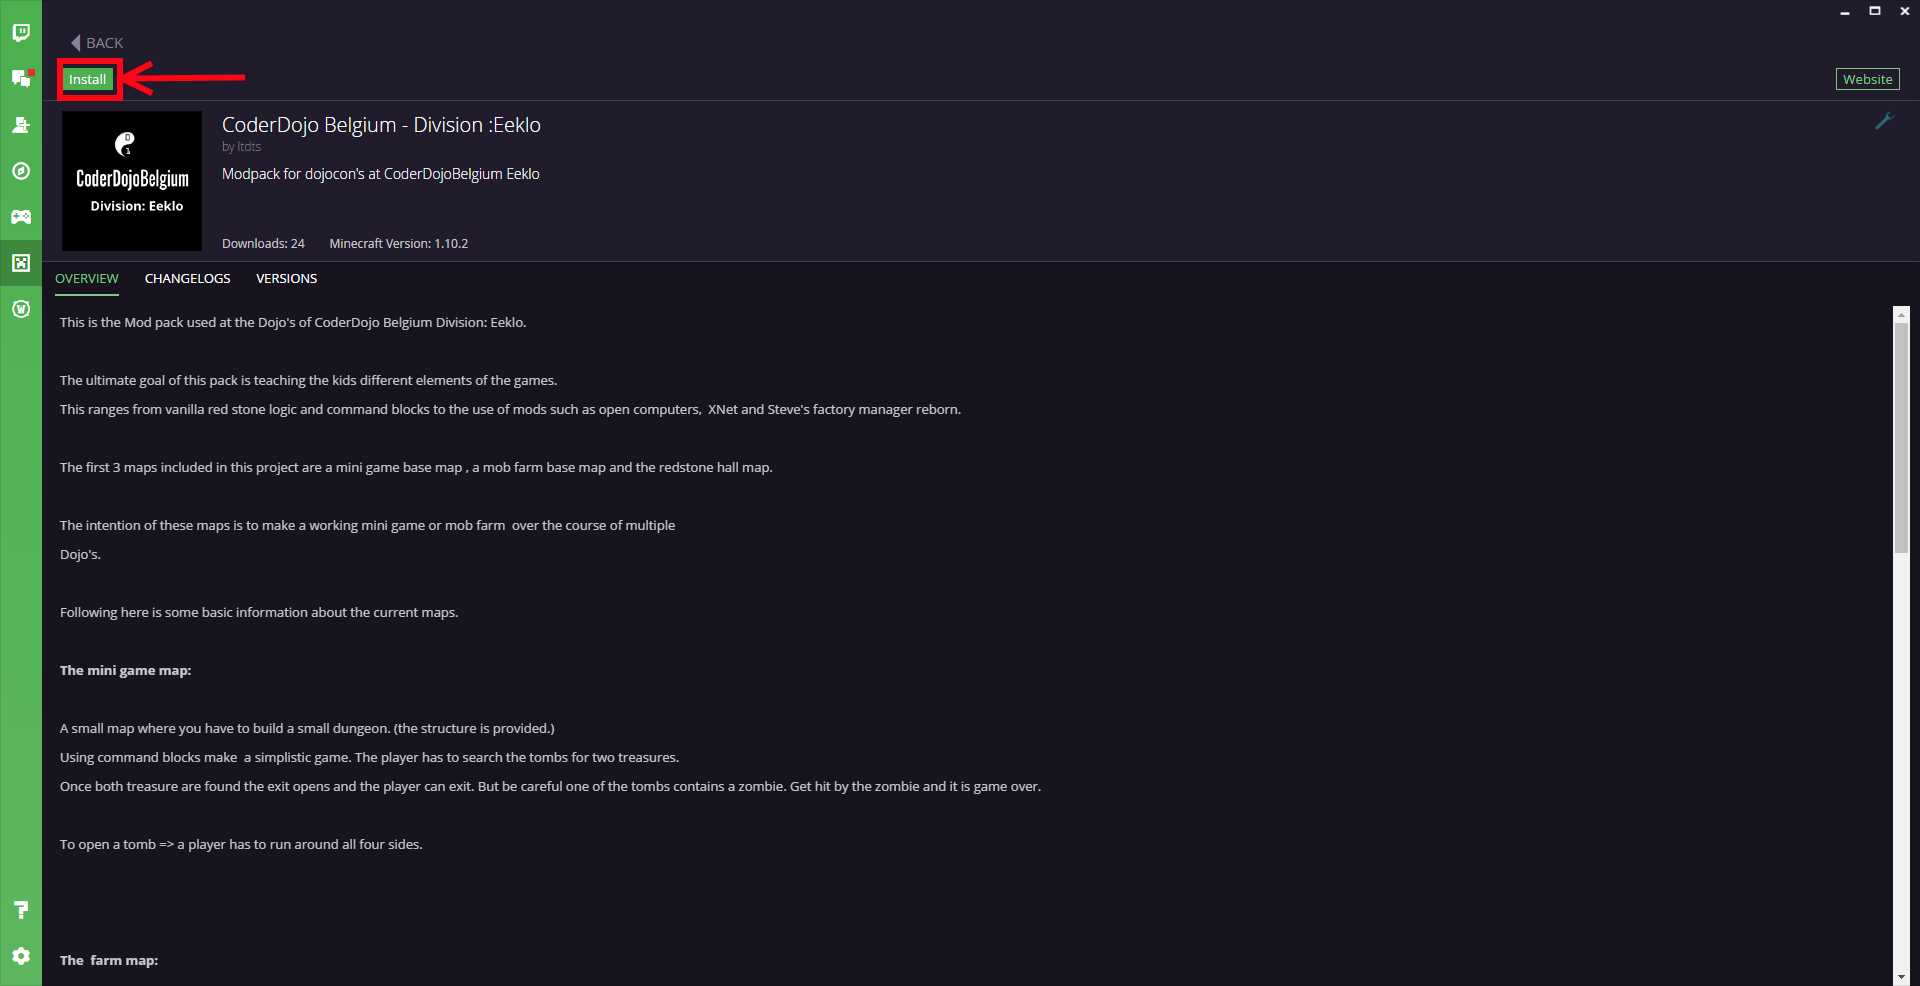 BACK
Install
Website
CoderDojo Belgium - Division :Eeklo
by ltdts
Modpack for dojocon's at CoderDojoBelgium Eeklo
CoderDojoBelgium
Division: Eeklo
Downloads: 24 Minecraft Version: 1.10.2
OVERVIEW CHANGELOGS VERSIONS
This is the Mod pack used at the Dojo's of CoderDojo Belgium Division: Eeklo.
The ultimate goal of this pack is teaching the kids different elements of the games.
This ranges from vanilla red stone logic and command blocks to the use of mods such as open computers,  XNet and Steve's factory manager reborn.
The first 3 maps included in this project are a mini game base map , a mob farm base map and the redstone hall map.
The intention of these maps is to make a working mini game or mob farm  over the course of multiple
Dojo's.
Following here is some basic information about the current maps.
The mini game map:
A small map where you have to build a small dungeon. (the structure is provided.)
Using command blocks make  a simplistic game. The player has to search the tombs for two treasures.
Once both treasure are found the exit opens and the player can exit. But be careful one of the tombs contains a zombie. Get hit by the zombie and it is game over.
To open a tomb => a player has to run around all four sides.
The  farm map: